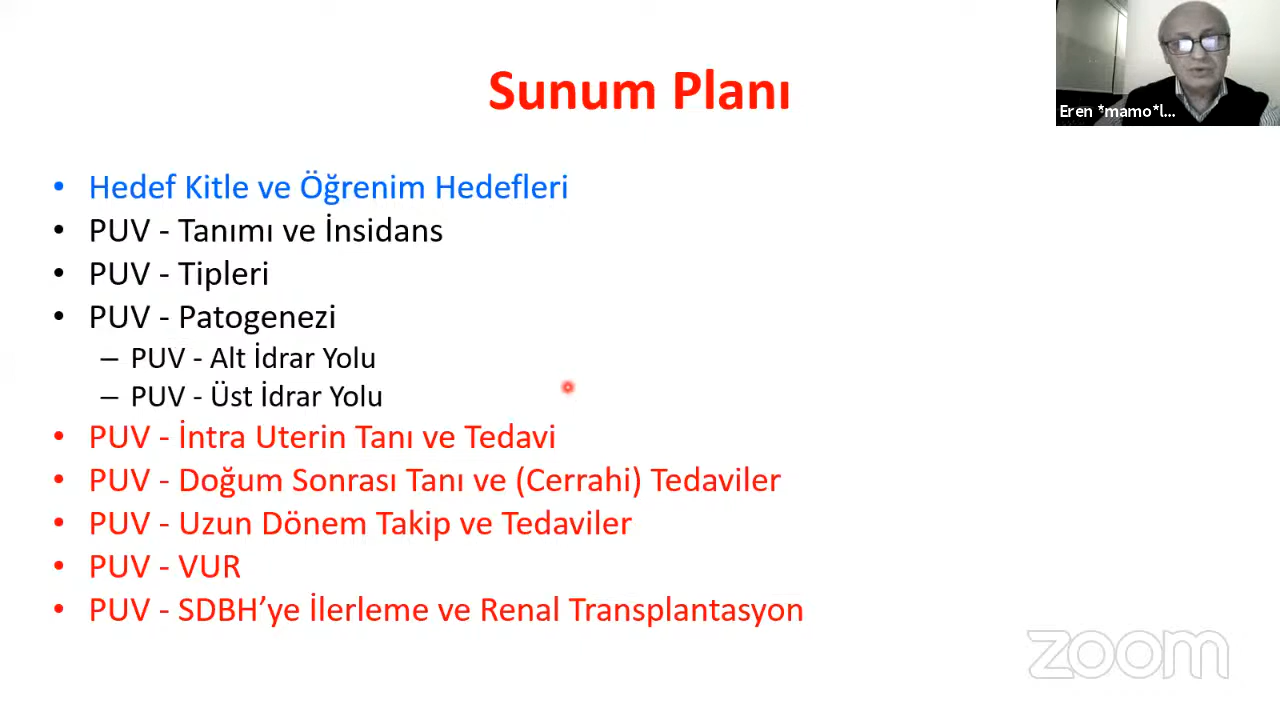 Sunum Planı
Eren *mamo*l...
• Hedef Kitle ve Öğrenim Hedefleri
• PUV - Tanımı ve İnsidans
• PUV - Tipleri
• PUV - Patogenezi
– PUV - Alt İdrar Yolu
– PUV - Üst İdrar Yolu
• PUV - İntra Uterin Tanı ve Tedavi
• PUV - Doğum Sonrası Tanı ve (Cerrahi) Tedaviler
• PUV - Uzun Dönem Takip ve Tedaviler
• PUV - VUR
• PUV - SDBH’ye İlerleme ve Renal Transplantasyon
zoom